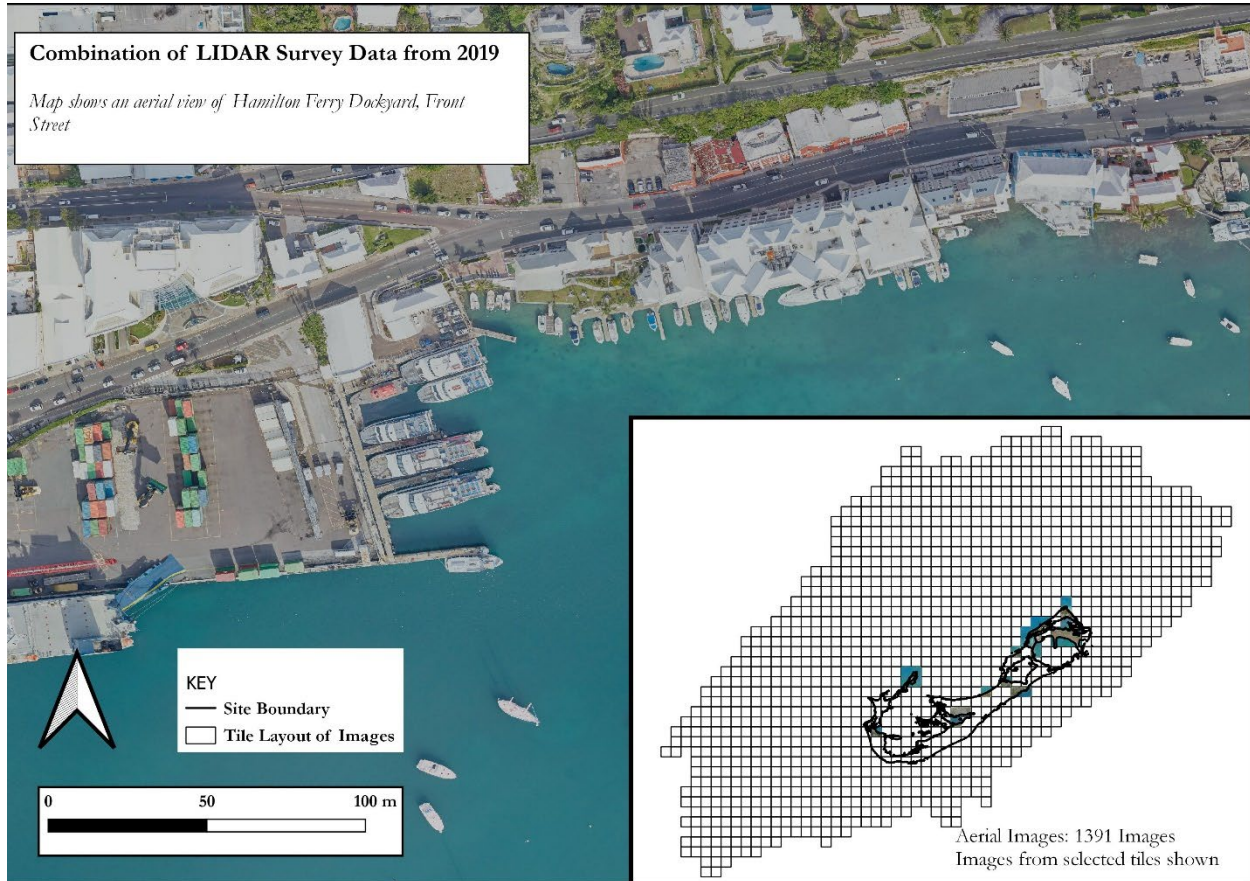 Combination of LIDAR Survey Data from 2019
Map shows an aerial view of Hamilton Ferry Dockyard, Front
Street
KEY
Site Boundary
Tile Layout of Images
0 50 100 m
Aerial Images: 1391 Images
Images from selected tiles shown